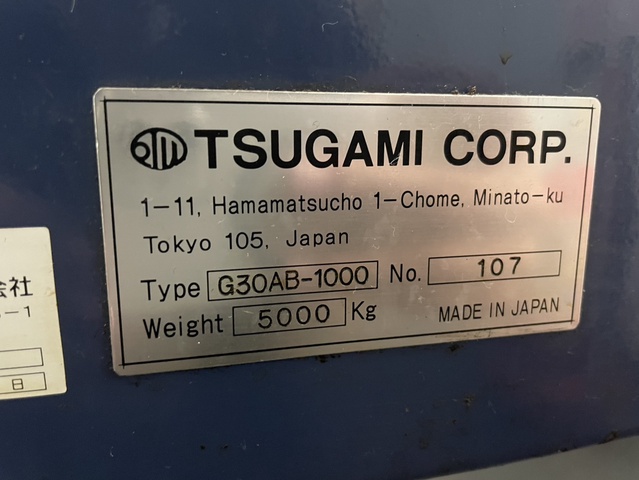 TSUGAMI CORP.
1-11, Hamamatsucho 1-Chome, Minato-ku
Tokyo 105, Japan
Type G30AB-1000 No. 107
Weight 5000 Kg MADE IN JAPAN
会社
-1
日